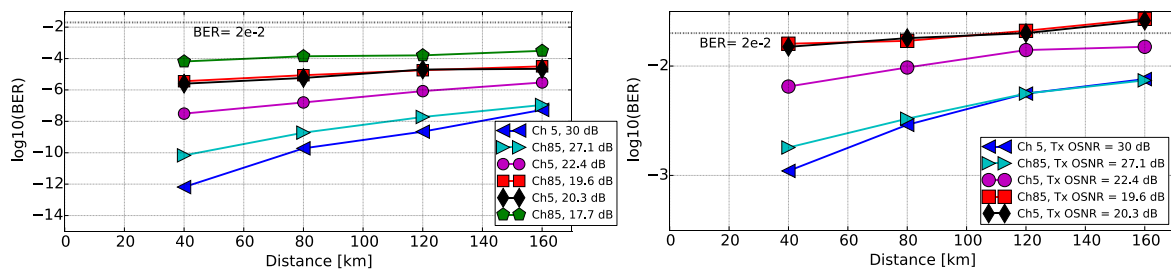 −2
−4
−6
−8
−10
−12
−14
log10(BER)
BER= 2e-2
Ch 5, 30 dB
Ch85, 27.1 dB
Ch5, 22.4 dB
Ch85, 19.6 dB
Ch5, 20.3 dB
Ch85, 17.7 dB
0 20 40 60 80 100 120 140 160
Distance [km]
−2
−3
log10(BER)
BER= 2e-2
Ch 5, Tx OSNR = 30 dB
Ch85, Tx OSNR = 27.1 dB
Ch5, Tx OSNR = 22.4 dB
Ch85, Tx OSNR = 19.6 dB
Ch5, Tx OSNR = 20.3 dB
0 20 40 60 80 100 120 140 160
Distance [km]